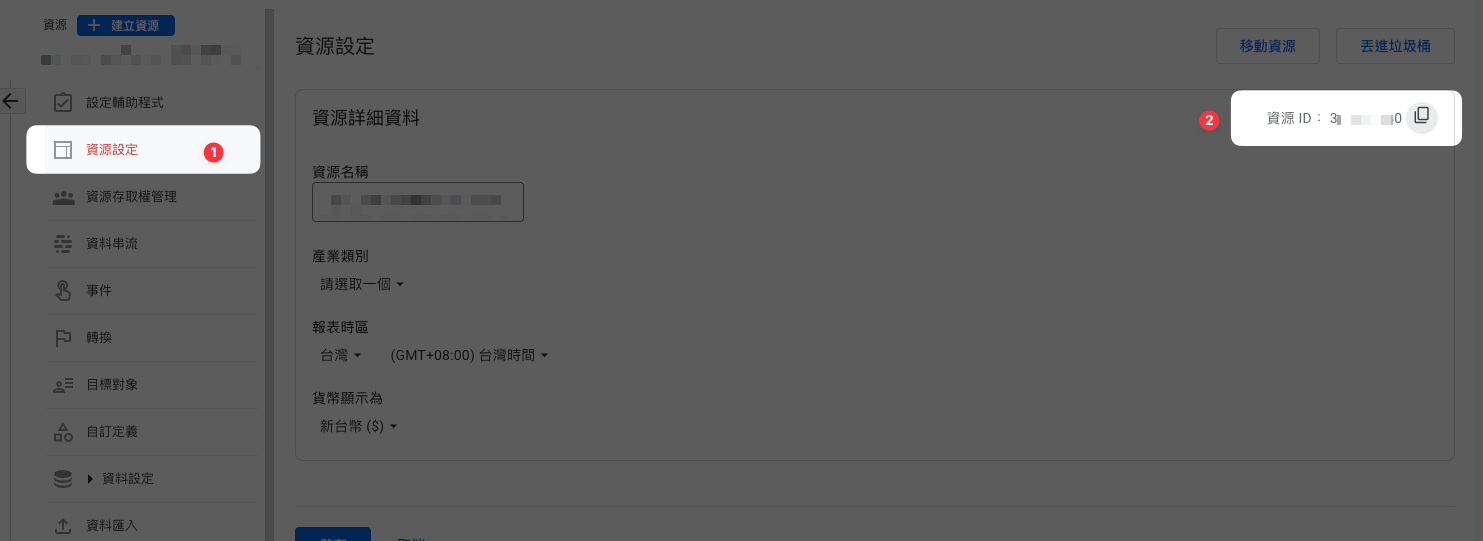 資源 建立資源
設定輔助程式
資源設定 1
資源存取權管理
資料串流
事件
轉換
目標對象
自訂定義
資料設定
資料匯入
資源設定
移動資源
丟進垃圾桶
資源詳細資料
2 資源 ID： 3 0
資源名稱
產業類別
請選取一個
報表時區
台灣 (GMT+08:00) 台灣時間
貨幣顯示為
新台幣 ($)